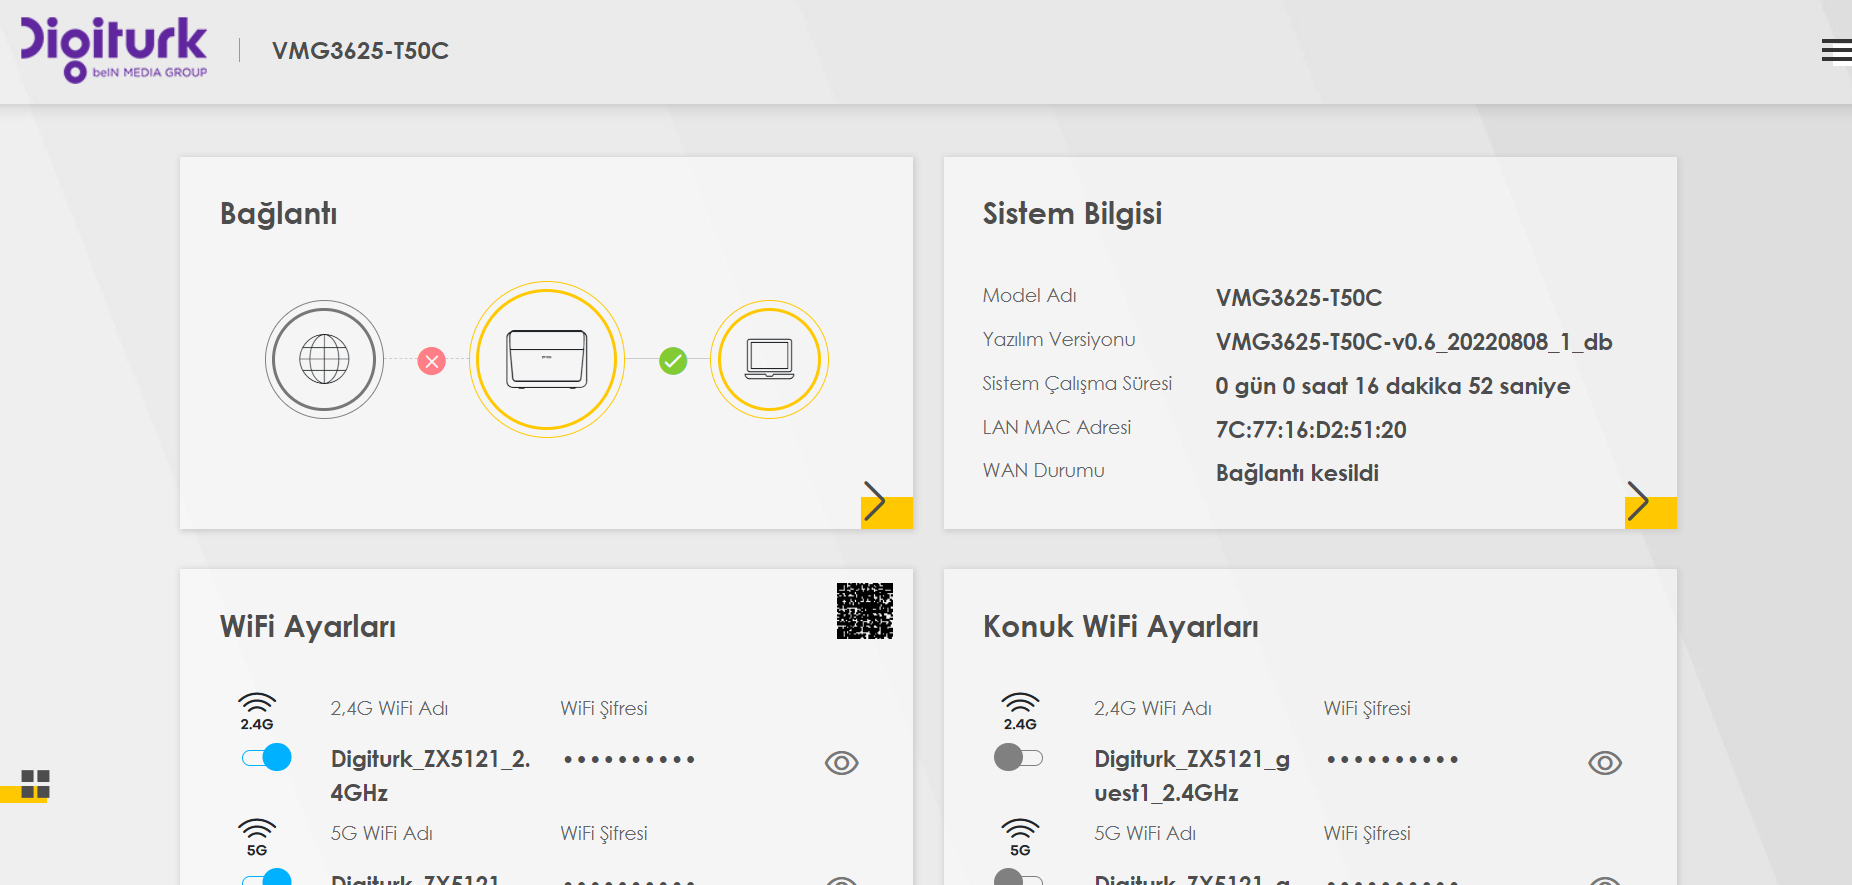 Digiturk
beIN MEDIA GROUP
VMG3625-T50C
Bağlantı
Sistem Bilgisi
Model Adı VMG3625-T50C
Yazılım Versiyonu VMG3625-T50C-v0.6_20220808_1_db
Sistem Çalışma Süresi 0 gün 0 saat 16 dakika 52 saniye
LAN MAC Adresi 7C:77:16:D2:51:20
WAN Durumu Bağlantı kesildi
WiFi Ayarları
2.4G
2,4G WiFi Adı WiFi Şifresi
Digiturk_ZX5121_2.
4GHz
••••••••••
5G
5G WiFi Adı WiFi Şifresi
Digiturk_ZX5121
Konuk WiFi Ayarları
2.4G
2,4G WiFi Adı WiFi Şifresi
Digiturk_ZX5121_g
uest1_2.4GHz
••••••••••
5G
5G WiFi Adı WiFi Şifresi
Digiturk_ZX5121_g